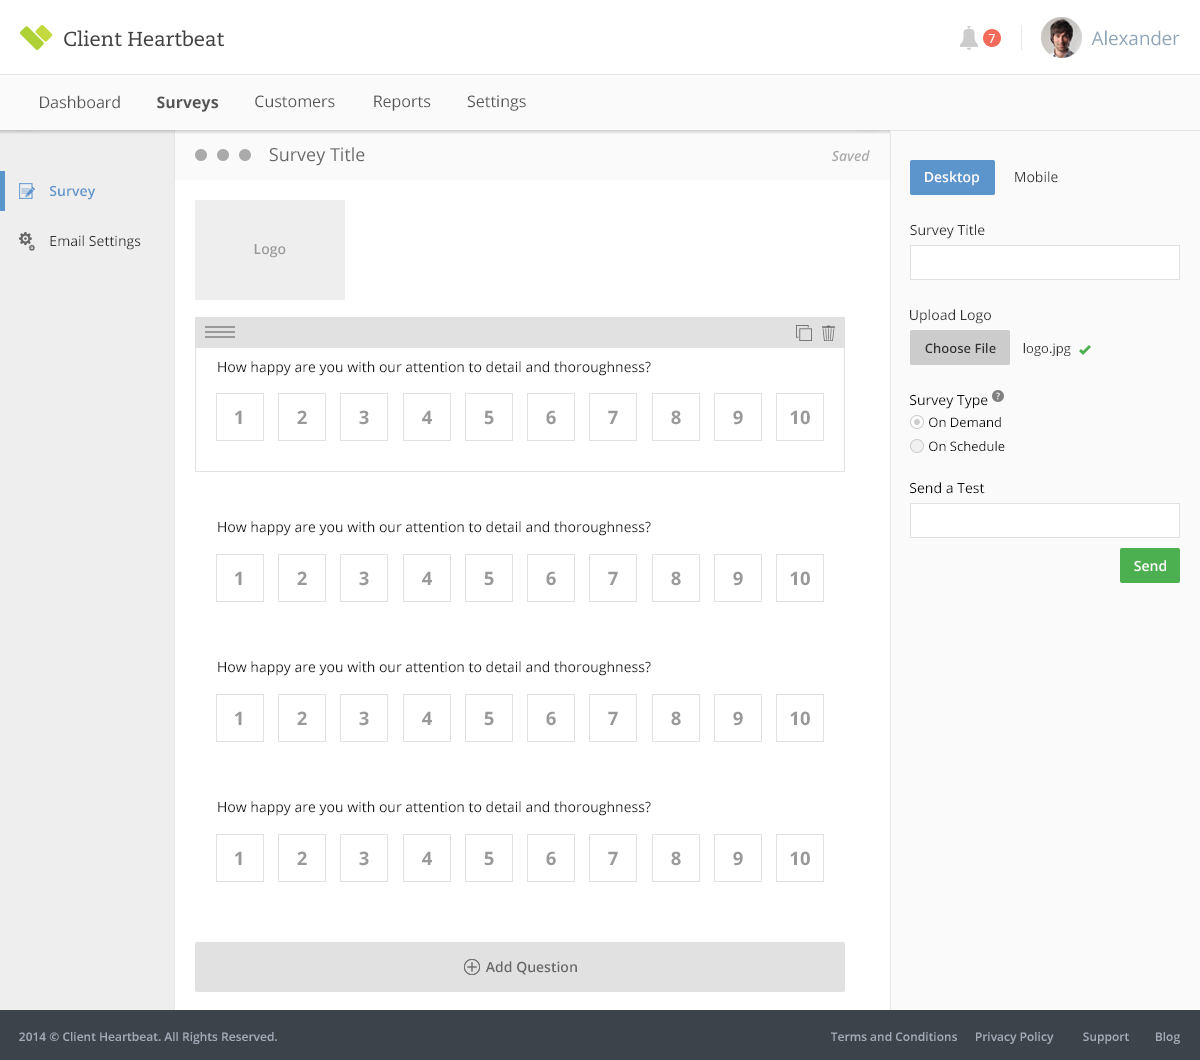 Client Heartbeat
7
Alexander
Dashboard Surveys Customers Reports Settings
Survey
Email Settings
Survey Title
Saved
Logo
How happy are you with our attention to detail and thoroughness?
1 2 3 4 5 6 7 8 9 10
How happy are you with our attention to detail and thoroughness?
1 2 3 4 5 6 7 8 9 10
How happy are you with our attention to detail and thoroughness?
1 2 3 4 5 6 7 8 9 10
How happy are you with our attention to detail and thoroughness?
1 2 3 4 5 6 7 8 9 10
Add Question
Desktop Mobile
Survey Title
Upload Logo
Choose File logo.jpg
Survey Type ?
On Demand
On Schedule
Send a Test
Send
2014 © Client Heartbeat. All Rights Reserved.
Terms and Conditions Privacy Policy Support Blog